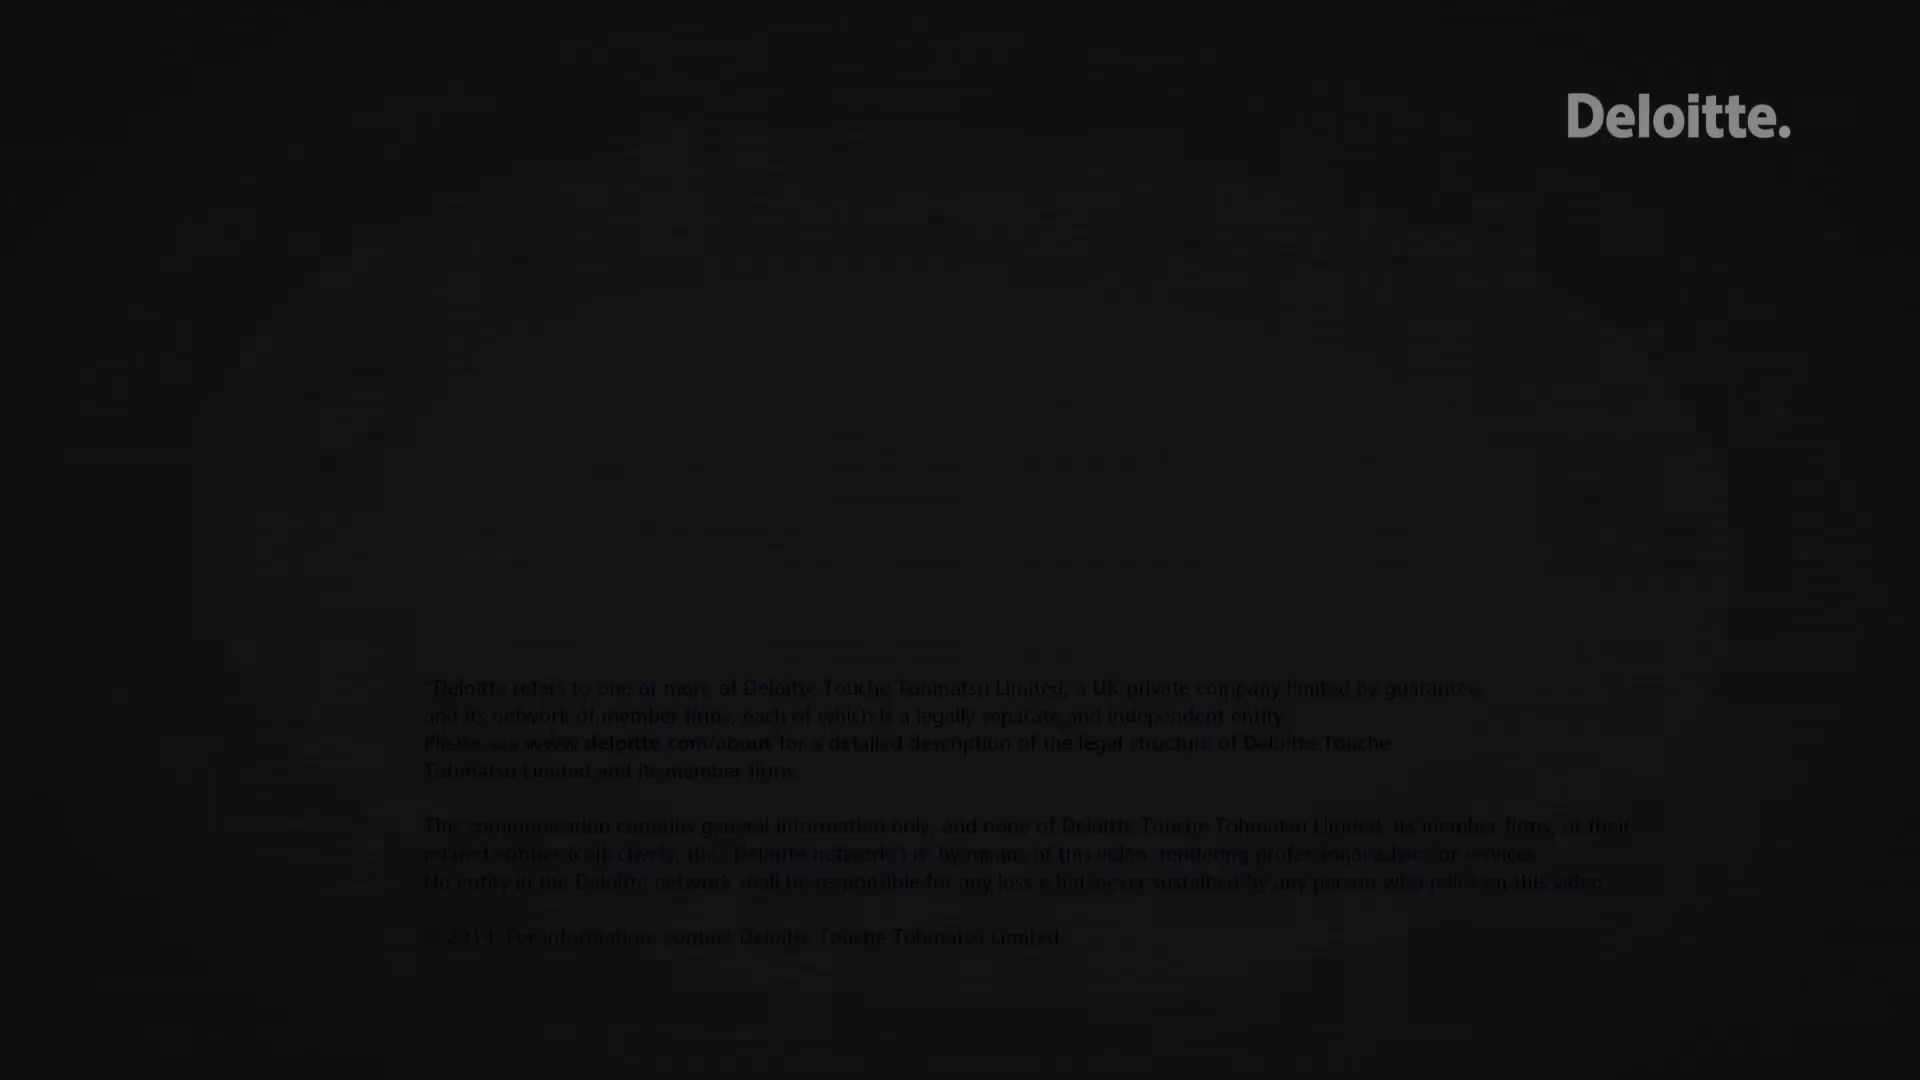 Deloitte.
"Deloitte refers to one or more of Deloitte Touche Tohmatsu Limited, a UK private company limited by guarantee,
and its network of member firms, each of which is a legally separate and independent entity.
Please see www.deloitte.com/about for a detailed description of the legal structure of Deloitte Touche
Tohmatsu Limited and its member firms.
This communication contains general information only, and none of Deloitte Touche Tohmatsu Limited, its member firms, or their
related entities (collectively, the "Deloitte network") is, by means of this video, rendering professional advice or services.
No entity in the Deloitte network shall be responsible for any loss whatsoever sustained by any person who relies on this video.
© 2014. For information, contact Deloitte Touche Tohmatsu Limited.